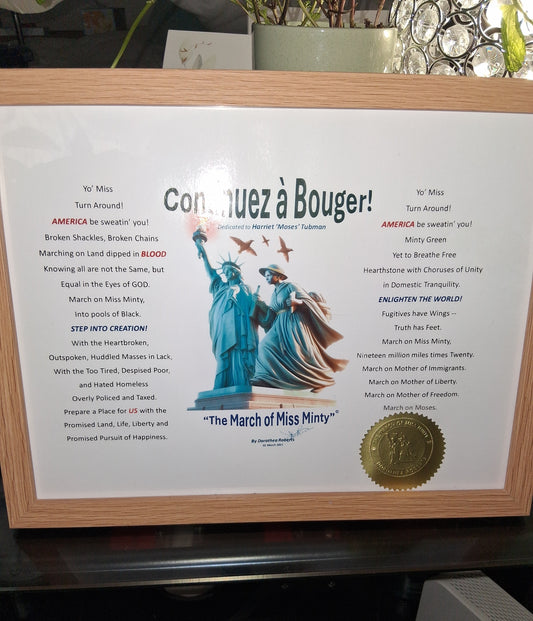 Continuez à Bouger!
Dedicated to Harriet 'Moses' Tubman
Yo' Miss
Turn Around!
AMERICA be sweatin' you!
Broken Shackles, Broken Chains
Marching on Land dipped in BLOOD
Knowing all are not the Same, but
Equal in the Eyes of GOD.
March on Miss Minty,
Into pools of Black.
STEP INTO CREATION!
With the Heartbroken,
Outspoken, Huddled Masses in Lack,
With the Too Tired, Despised Poor,
and Hated Homeless
Overly Policed and Taxed.
Prepare a Place for US with the
Promised Land, Life, Liberty and
Promised Pursuit of Happiness.
Yo' Miss
Turn Around!
AMERICA be sweatin' you!
Minty Green
Yet to Breathe Free
Hearthstone with Choruses of Unity
in Domestic Tranquility.
ENLIGHTEN THE WORLD!
Fugitives have Wings --
Truth has Feet.
March on Miss Minty,
Nineteen million miles times Twenty.
March on Mother of Immigrants.
March on Mother of Liberty.
March on Mother of Freedom.
March on Moses.
"The March of Miss Minty"©
By Dorothea Roberts